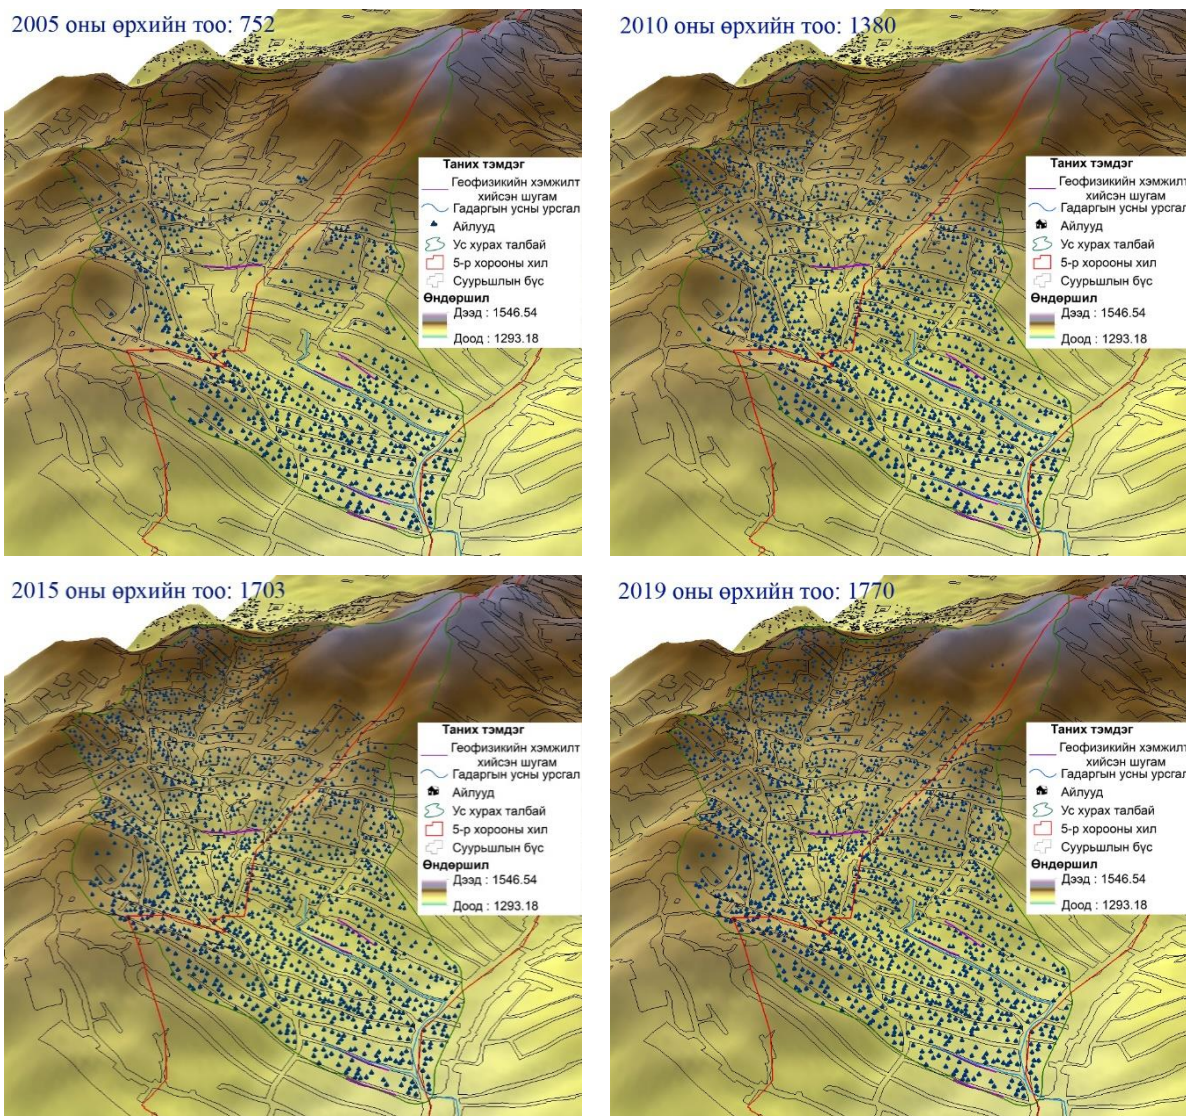 2005 оны өрхийн тоо: 752
Таних тэмдэг
Геофизикийн хэмжилт
хийсэн шугам
Гадаргын усны урсгал
Айлууд
Ус хурах талбай
5-р хорооны хил
Суурьшлын бүс
Өндөршил
Дээд : 1546.54
Доод : 1293.18
2010 оны өрхийн тоо: 1380
Таних тэмдэг
Геофизикийн хэмжилт
хийсэн шугам
Гадаргын усны урсгал
Айлууд
Ус хурах талбай
5-р хорооны хил
Суурьшлын бүс
Өндөршил
Дээд : 1546.54
Доод : 1293.18
2015 оны өрхийн тоо: 1703
Таних тэмдэг
Геофизикийн хэмжилт
хийсэн шугам
Гадаргын усны урсгал
Айлууд
Ус хурах талбай
5-р хорооны хил
Суурьшлын бүс
Өндөршил
Дээд : 1546.54
Доод : 1293.18
2019 оны өрхийн тоо: 1770
Таних тэмдэг
Геофизикийн хэмжилт
хийсэн шугам
Гадаргын усны урсгал
Айлууд
Ус хурах талбай
5-р хорооны хил
Суурьшлын бүс
Өндөршил
Дээд : 1546.54
Доод : 1293.18